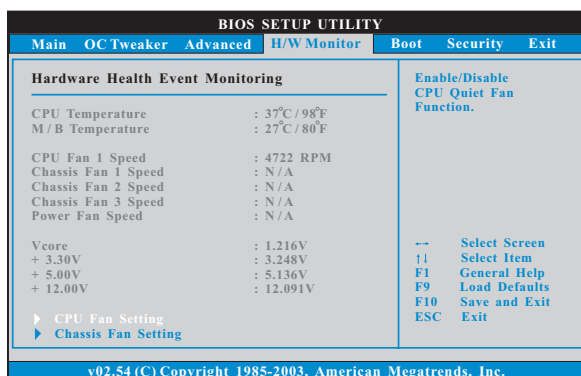 BIOS SETUP UTILITY
Main OC Tweaker Advanced H/W Monitor Boot Security Exit
Hardware Health Event Monitoring
CPU Temperature : 37°C / 98°F
M / B Temperature : 27°C / 80°F
CPU Fan 1 Speed : 4722 RPM
Chassis Fan 1 Speed : N / A
Chassis Fan 2 Speed : N / A
Chassis Fan 3 Speed : N / A
Power Fan Speed : N / A
Vcore : 1.216V
+ 3.30V : 3.248V
+ 5.00V : 5.136V
+ 12.00V : 12.091V
CPU Fan Setting
Chassis Fan Setting
Enable/Disable
CPU Quiet Fan
Function.
←→ Select Screen
↑↓ Select Item
F1 General Help
F9 Load Defaults
F10 Save and Exit
ESC Exit
v02.54 (C) Copyright 1985-2003, American Megatrends, Inc.